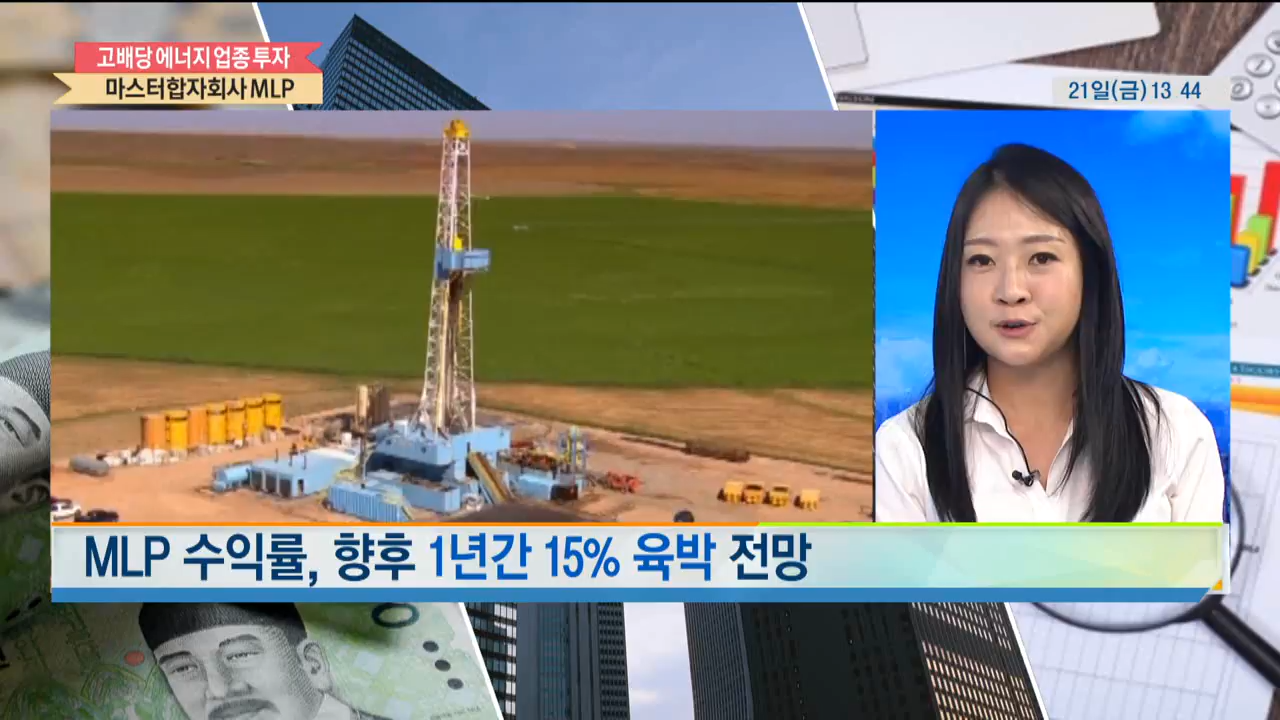 고배당 에너지 업종 투자
마스터합자회사 MLP
21일(금) 13 44
MLP 수익률, 향후 1년간 15% 육박 전망